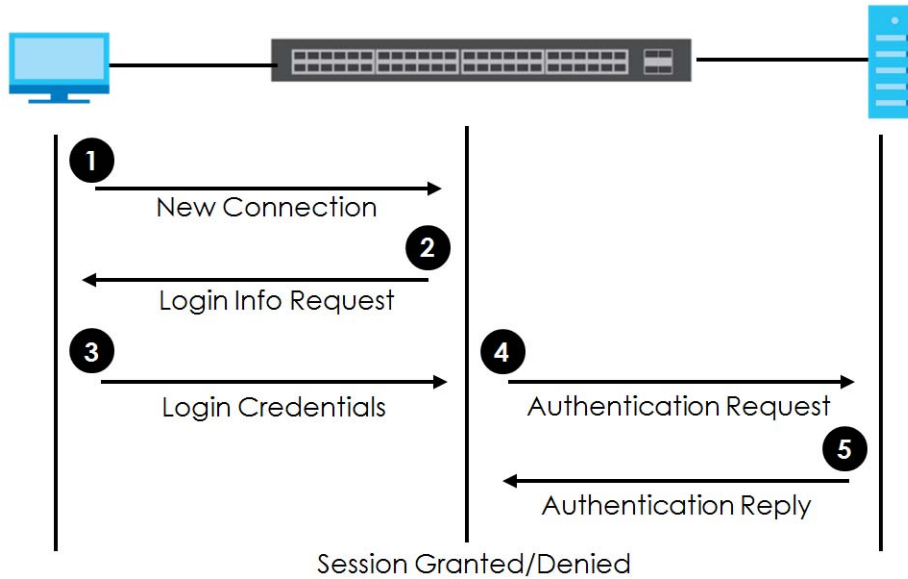 1
New Connection
2
Login Info Request
3
Login Credentials
4
Authentication Request
5
Authentication Reply
Session Granted/Denied